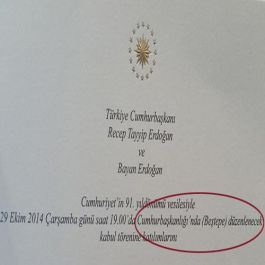 Türkiye Cumhurbaşkanı
Recep Tayyip Erdoğan
ve
Bayan Erdoğan
Cumhuriyet'in 91. yıldönümü vesilesiyle
29 Ekim 2014 Çarşamba günü saat 19.00'da Cumhurbaşkanlığı'nda (Beştepe) düzenlenecek
kabul törenine katılımlarını